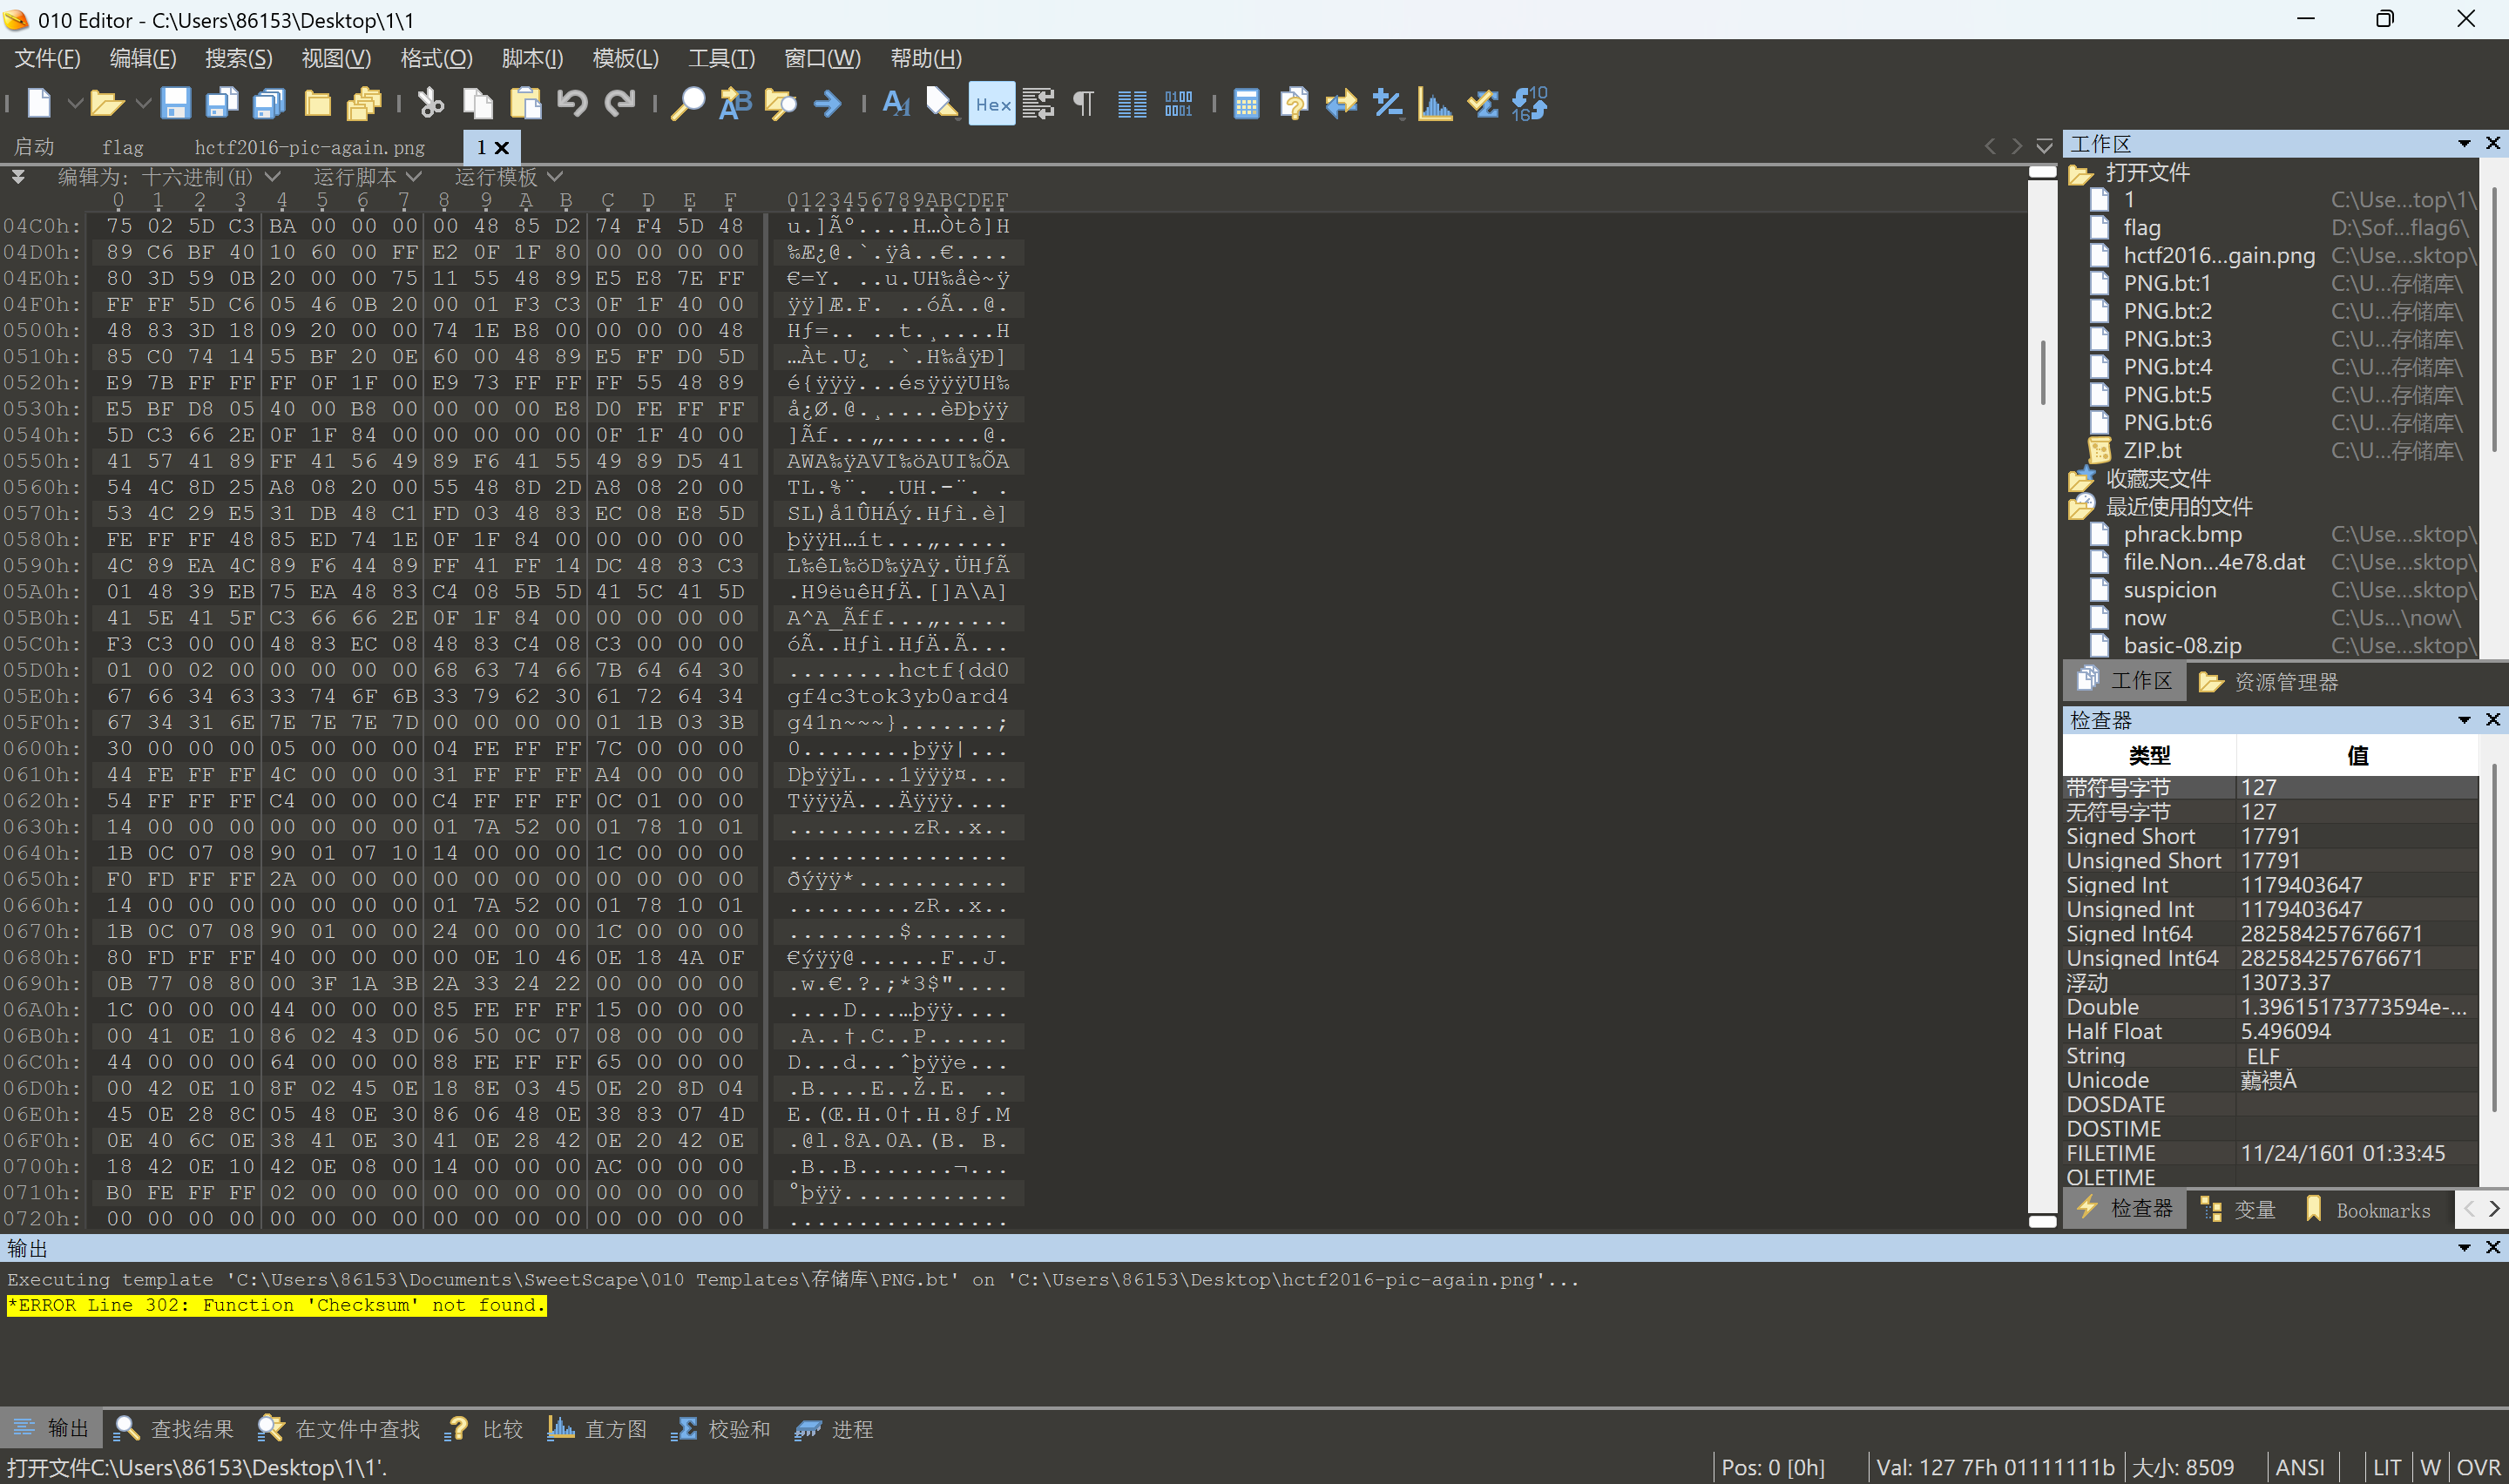 010 Editor - C:\Users\86153\Desktop\1\1
文件(F) 编辑(E) 搜索(S) 视图(V) 格式(O) 脚本(I) 模板(L) 工具(T) 窗口(W) 帮助(H)
启动 flag hctf2016-pic-again.png 1
编辑为: 十六进制(H) 运行脚本 运行模板
0 1 2 3 4 5 6 7 8 9 A B C D E F 0123456789ABCDEF
04C0h: 75 02 5D C3 BA 00 00 00 00 48 85 D2 74 F4 5D 48 u.]Ãº....H…Òtô]H
04D0h: 89 C6 BF 40 10 60 00 FF E2 0F 1F 80 00 00 00 00 ‰Æ¿@.`.ÿâ..€....
04E0h: 80 3D 59 0B 20 00 00 75 11 55 48 89 E5 E8 7E FF €=Y. ..u.UH‰åè~ÿ
04F0h: FF FF 5D C6 05 46 0B 20 00 01 F3 C3 0F 1F 40 00 ÿÿ]Æ.F. ..óÃ..@.
0500h: 48 83 3D 18 09 20 00 00 74 1E B8 00 00 00 00 48 Hƒ=.. ..t.¸....H
0510h: 85 C0 74 14 55 BF 20 0E 60 00 48 89 E5 FF D0 5D …Àt.U¿ .`.H‰åÿÐ]
0520h: E9 7B FF FF FF 0F 1F 00 E9 73 FF FF FF 55 48 89 é{ÿÿÿ...ésÿÿÿUH‰
0530h: E5 BF D8 05 40 00 B8 00 00 00 00 E8 D0 FE FF FF å¿Ø.@.¸....èÐþÿÿ
0540h: 5D C3 66 2E 0F 1F 84 00 00 00 00 00 0F 1F 40 00 ]Ãf...„.......@.
0550h: 41 57 41 89 FF 41 56 49 89 F6 41 55 49 89 D5 41 AWA‰ÿAVI‰öAUI‰ÕA
0560h: 54 4C 8D 25 A8 08 20 00 55 48 8D 2D A8 08 20 00 TL.%¨. .UH.-¨. .
0570h: 53 4C 29 E5 31 DB 48 C1 FD 03 48 83 EC 08 E8 5D SL)å1ÛHÁý.Hƒì.è]
0580h: FE FF FF 48 85 ED 74 1E 0F 1F 84 00 00 00 00 00 þÿÿH…ít...„.....
0590h: 4C 89 EA 4C 89 F6 44 89 FF 41 FF 14 DC 48 83 C3 L‰êL‰öD‰ÿAÿ.ÜHƒÃ
05A0h: 01 48 39 EB 75 EA 48 83 C4 08 5B 5D 41 5C 41 5D .H9ëuêHƒÄ.[]A\A]
05B0h: 41 5E 41 5F C3 66 66 2E 0F 1F 84 00 00 00 00 00 A^A_Ãff...„.....
05C0h: F3 C3 00 00 48 83 EC 08 48 83 C4 08 C3 00 00 00 óÃ..Hƒì.HƒÄ.Ã...
05D0h: 01 00 02 00 00 00 00 00 68 63 74 66 7B 64 64 30 ........hctf{dd0
05E0h: 67 66 34 63 33 74 6F 6B 33 79 62 30 61 72 64 34 gf4c3tok3yb0ard4
05F0h: 67 34 31 6E 7E 7E 7E 7D 00 00 00 00 01 1B 03 3B g41n~~~}.......;
0600h: 30 00 00 00 05 00 00 00 04 FE FF FF 7C 00 00 00 0........þÿÿ|...
0610h: 44 FE FF FF 4C 00 00 00 31 FF FF FF A4 00 00 00 DþÿÿL...1ÿÿÿ¤...
0620h: 54 FF FF FF C4 00 00 00 C4 FF FF FF 0C 01 00 00 TÿÿÿÄ...Äÿÿÿ....
0630h: 14 00 00 00 00 00 00 00 01 7A 52 00 01 78 10 01 .........zR..x..
0640h: 1B 0C 07 08 90 01 07 10 14 00 00 00 1C 00 00 00 ................
0650h: F0 FD FF FF 2A 00 00 00 00 00 00 00 00 00 00 00 ðýÿÿ*...........
0660h: 14 00 00 00 00 00 00 00 01 7A 52 00 01 78 10 01 .........zR..x..
0670h: 1B 0C 07 08 90 01 00 00 24 00 00 00 1C 00 00 00 ........$.......
0680h: 80 FD FF FF 40 00 00 00 00 0E 10 46 0E 18 4A 0F €ýÿÿ@......F..J.
0690h: 0B 77 08 80 00 3F 1A 3B 2A 33 24 22 00 00 00 00 .w.€.?.;*3$"....
06A0h: 1C 00 00 00 44 00 00 00 85 FE FF FF 15 00 00 00 ....D...…þÿÿ....
06B0h: 00 41 0E 10 86 02 43 0D 06 50 0C 07 08 00 00 00 .A..†.C..P......
06C0h: 44 00 00 00 64 00 00 00 88 FE FF FF 65 00 00 00 D...d...ˆþÿÿe...
06D0h: 00 42 0E 10 8F 02 45 0E 18 8E 03 45 0E 20 8D 04 .B....E..Ž.E. ..
06E0h: 45 0E 28 8C 05 48 0E 30 86 06 48 0E 38 83 07 4D E.(Œ.H.0†.H.8ƒ.M
06F0h: 0E 40 6C 0E 38 41 0E 30 41 0E 28 42 0E 20 42 0E .@l.8A.0A.(B. B.
0700h: 18 42 0E 10 42 0E 08 00 14 00 00 00 AC 00 00 00 .B..B.......¬...
0710h: B0 FE FF FF 02 00 00 00 00 00 00 00 00 00 00 00 °þÿÿ............
0720h: 00 00 00 00 00 00 00 00 00 00 00 00 00 00 00 00 ................
工作区
打开文件
1 C:\Use...top\1\
flag D:\Sof...flag6\
hctf2016...gain.png C:\Use...sktop\
PNG.bt:1 C:\U...存储库\
PNG.bt:2 C:\U...存储库\
PNG.bt:3 C:\U...存储库\
PNG.bt:4 C:\U...存储库\
PNG.bt:5 C:\U...存储库\
PNG.bt:6 C:\U...存储库\
ZIP.bt C:\U...存储库\
收藏夹文件
最近使用的文件
phrack.bmp C:\Use...sktop\
file.Non...4e78.dat C:\Use...sktop\
suspicion C:\Use...sktop\
now C:\Us...\now\
basic-08.zip C:\Use...sktop\
工作区 资源管理器
检查器
类型 值
带符号字节 127
无符号字节 127
Signed Short 17791
Unsigned Short 17791
Signed Int 1179403647
Unsigned Int 1179403647
Signed Int64 282584257676671
Unsigned Int64 282584257676671
浮动 13073.37
Double 1.39615173773594e-...
Half Float 5.496094
String ELF
Unicode
DOSDATE
DOSTIME
FILETIME 11/24/1601 01:33:45
OLETIME
检查器 变量 Bookmarks
输出
Executing template 'C:\Users\86153\Documents\SweetScape\010 Templates\存储库\PNG.bt' on 'C:\Users\86153\Desktop\hctf2016-pic-again.png'...
*ERROR Line 302: Function 'Checksum' not found.
输出 查找结果 在文件中查找 比较 直方图 校验和 进程
打开文件C:\Users\86153\Desktop\1\1'. Pos: 0 [0h] Val: 127 7Fh 01111111b 大小: 8509 ANSI LIT W OVR